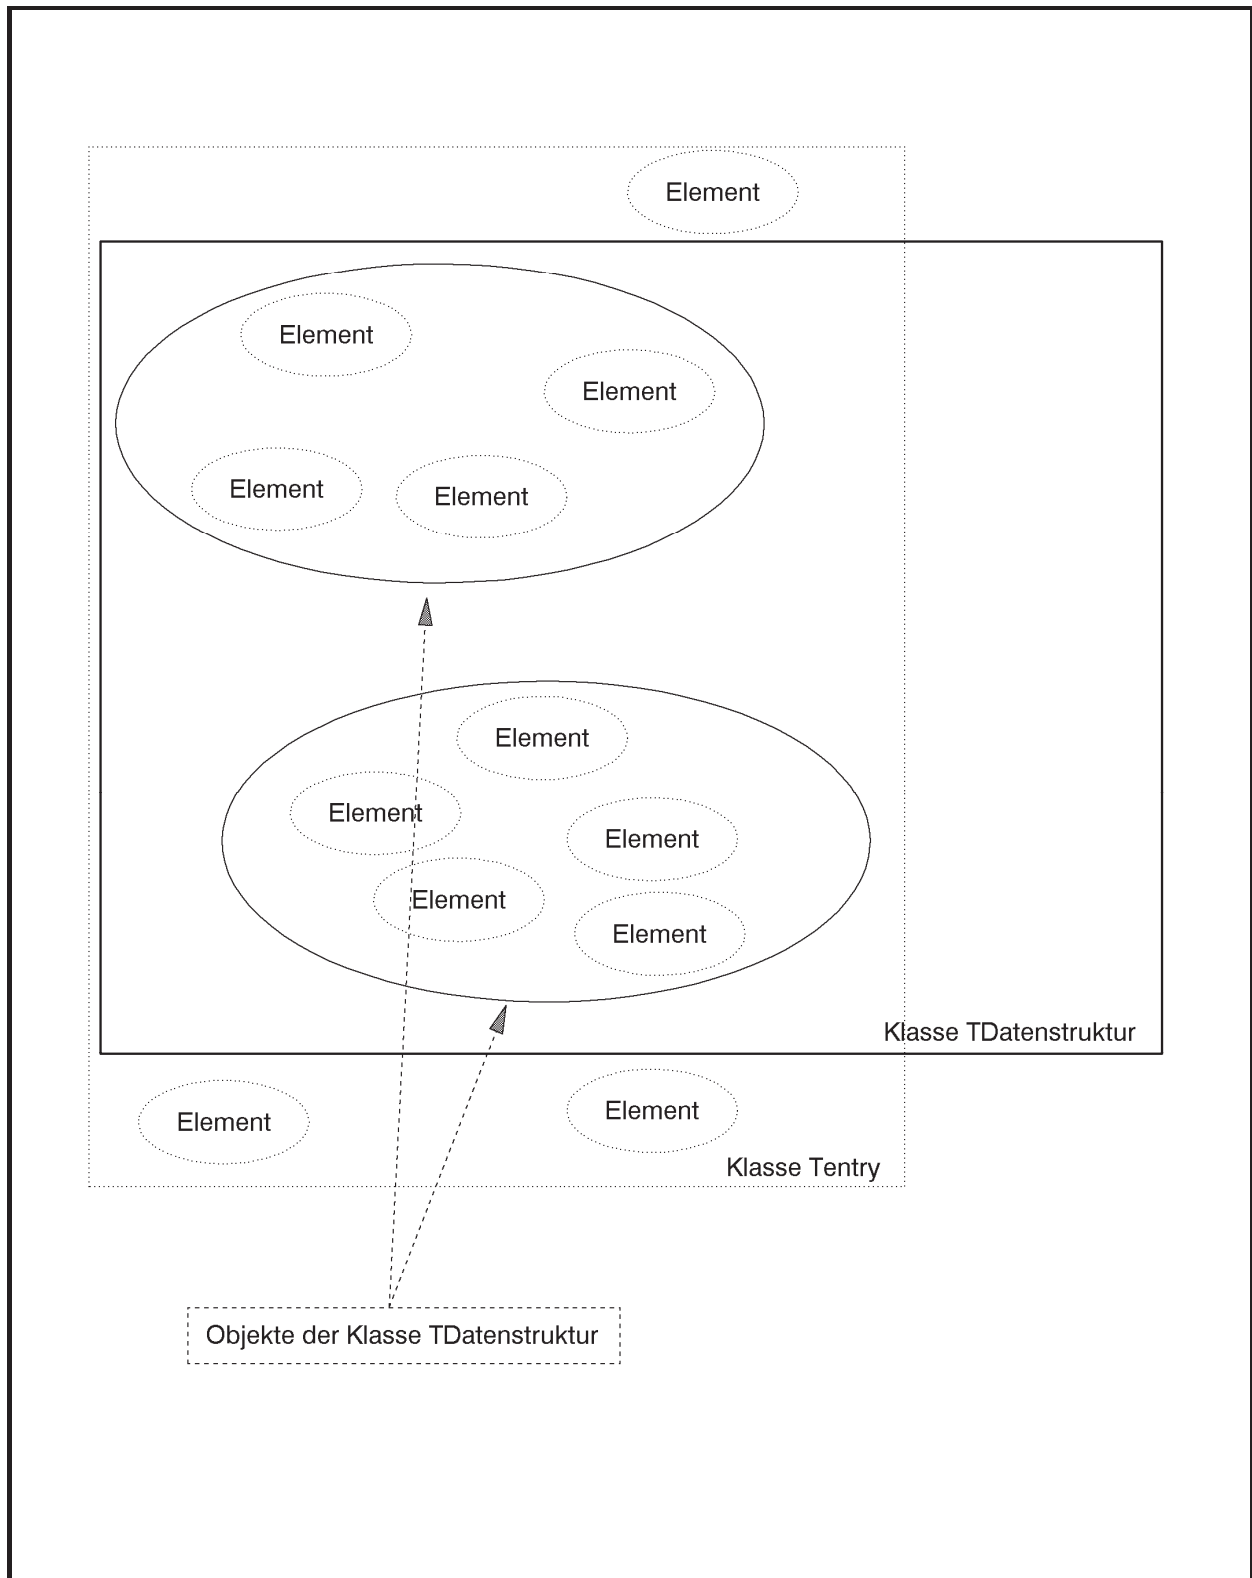 Element
Element
Element
Element
Element
Element
Element
Element
Element
Element
Klasse TDatenstruktur
Element
Element
Klasse Tentry
Objekte der Klasse TDatenstruktur